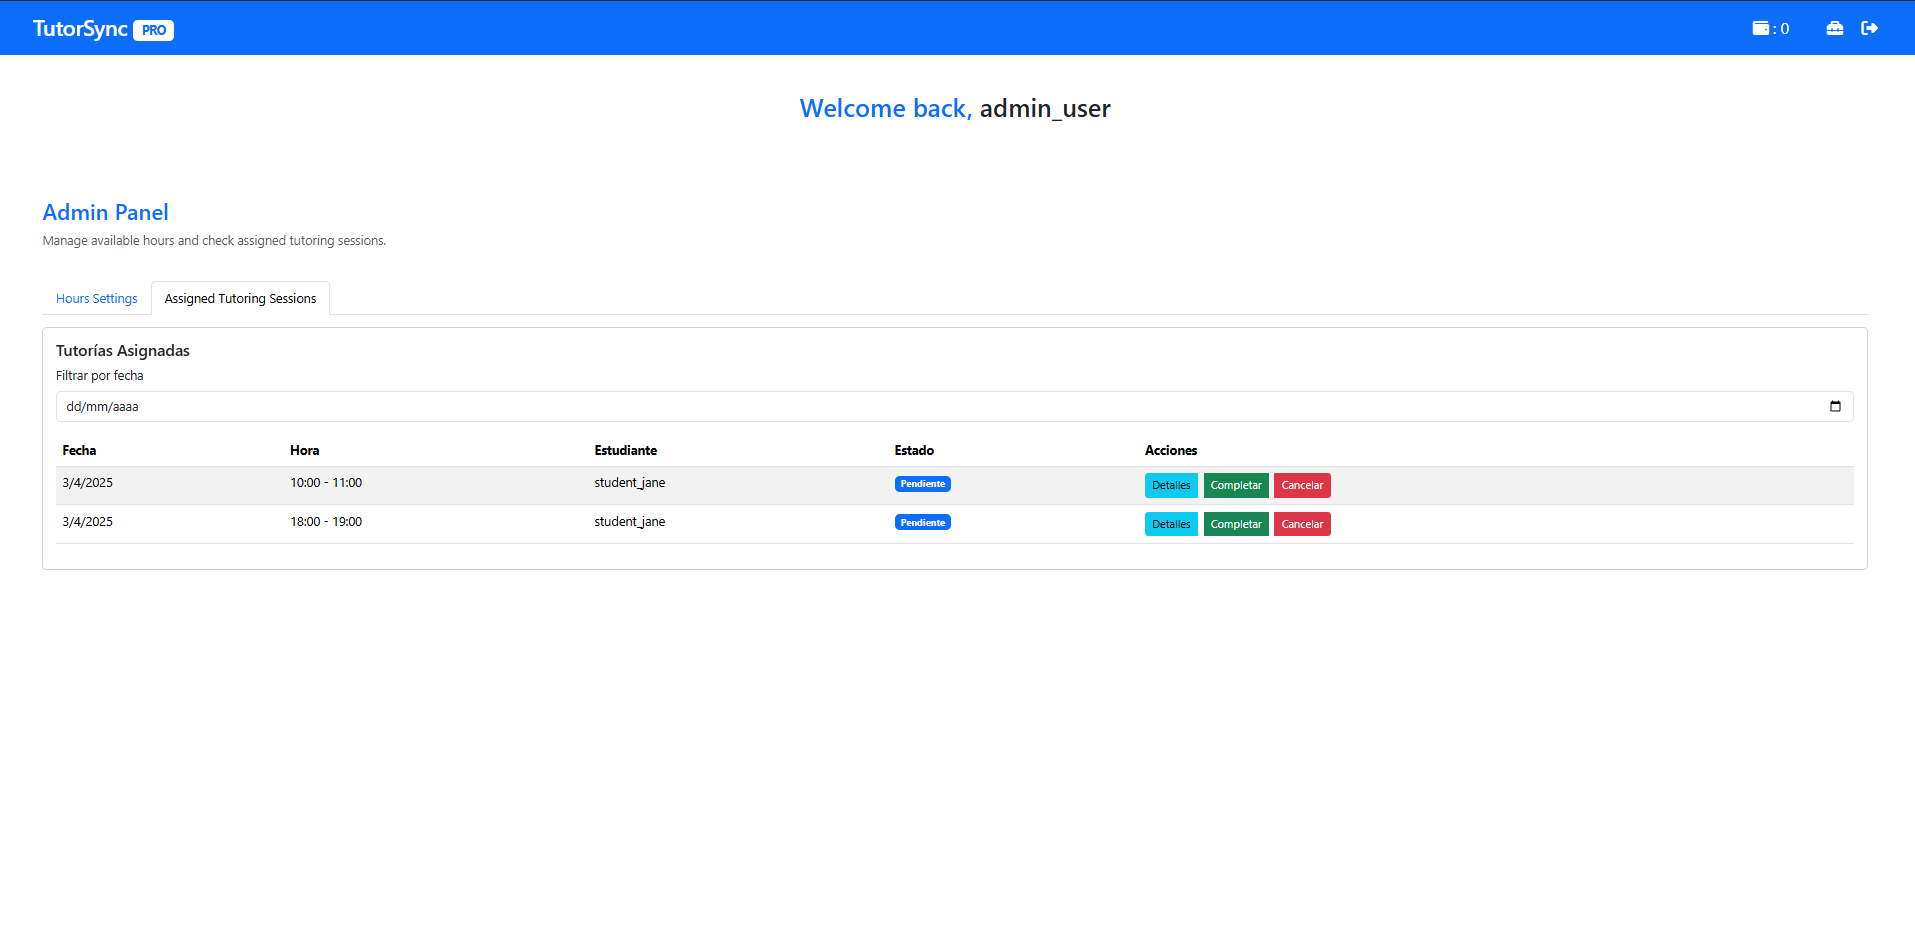 TutorSync PRO
: 0
Welcome back, admin_user
Admin Panel
Manage available hours and check assigned tutoring sessions.
Hours Settings Assigned Tutoring Sessions
Tutorías Asignadas
Filtrar por fecha
dd/mm/aaaa
Fecha Hora Estudiante Estado Acciones
3/4/2025 10:00 - 11:00 student_jane Pendiente Detalles Completar Cancelar
3/4/2025 18:00 - 19:00 student_jane Pendiente Detalles Completar Cancelar